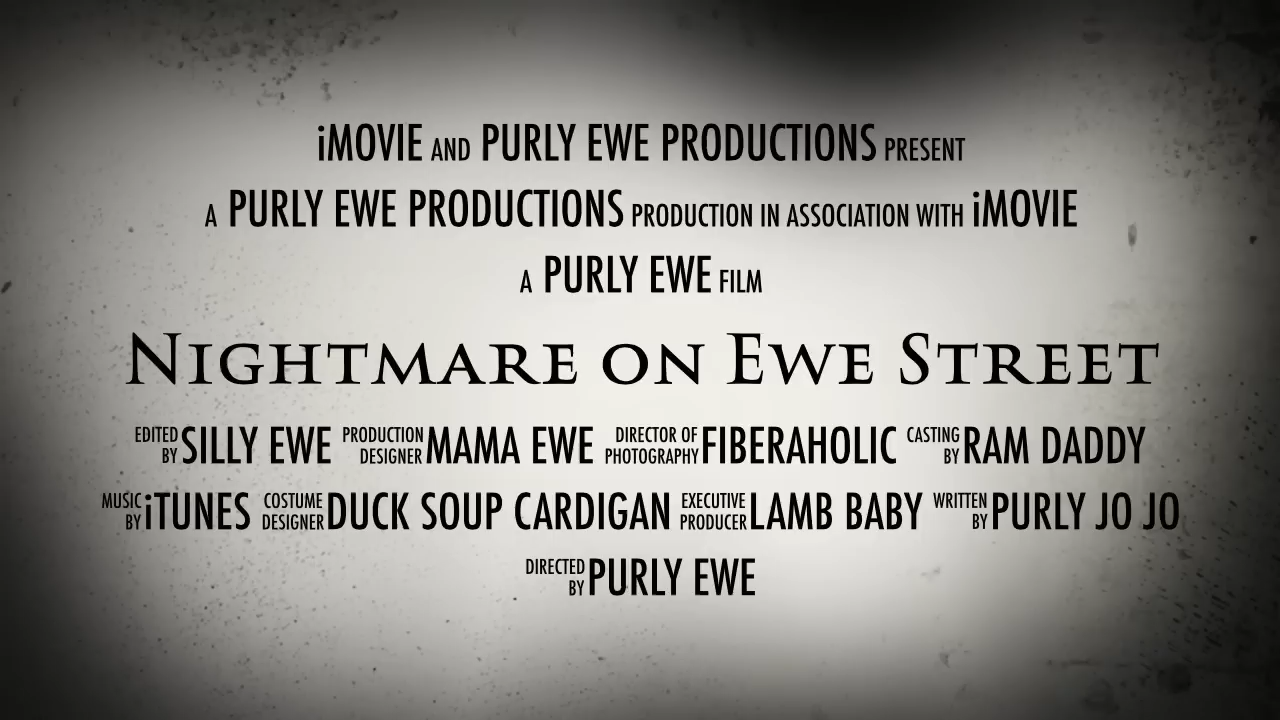 iMOVIE AND PURLY EWE PRODUCTIONS PRESENT
A PURLY EWE PRODUCTIONS PRODUCTION IN ASSOCIATION WITH iMOVIE
A PURLY EWE FILM
NIGHTMARE ON EWE STREET
EDITED BY SILLY EWE PRODUCTION DESIGNER MAMA EWE DIRECTOR OF PHOTOGRAPHY FIBERAHOLIC CASTING BY RAM DADDY
MUSIC BY iTUNES COSTUME DESIGNER DUCK SOUP CARDIGAN EXECUTIVE PRODUCER LAMB BABY WRITTEN BY PURLY JO JO
DIRECTED BY PURLY EWE